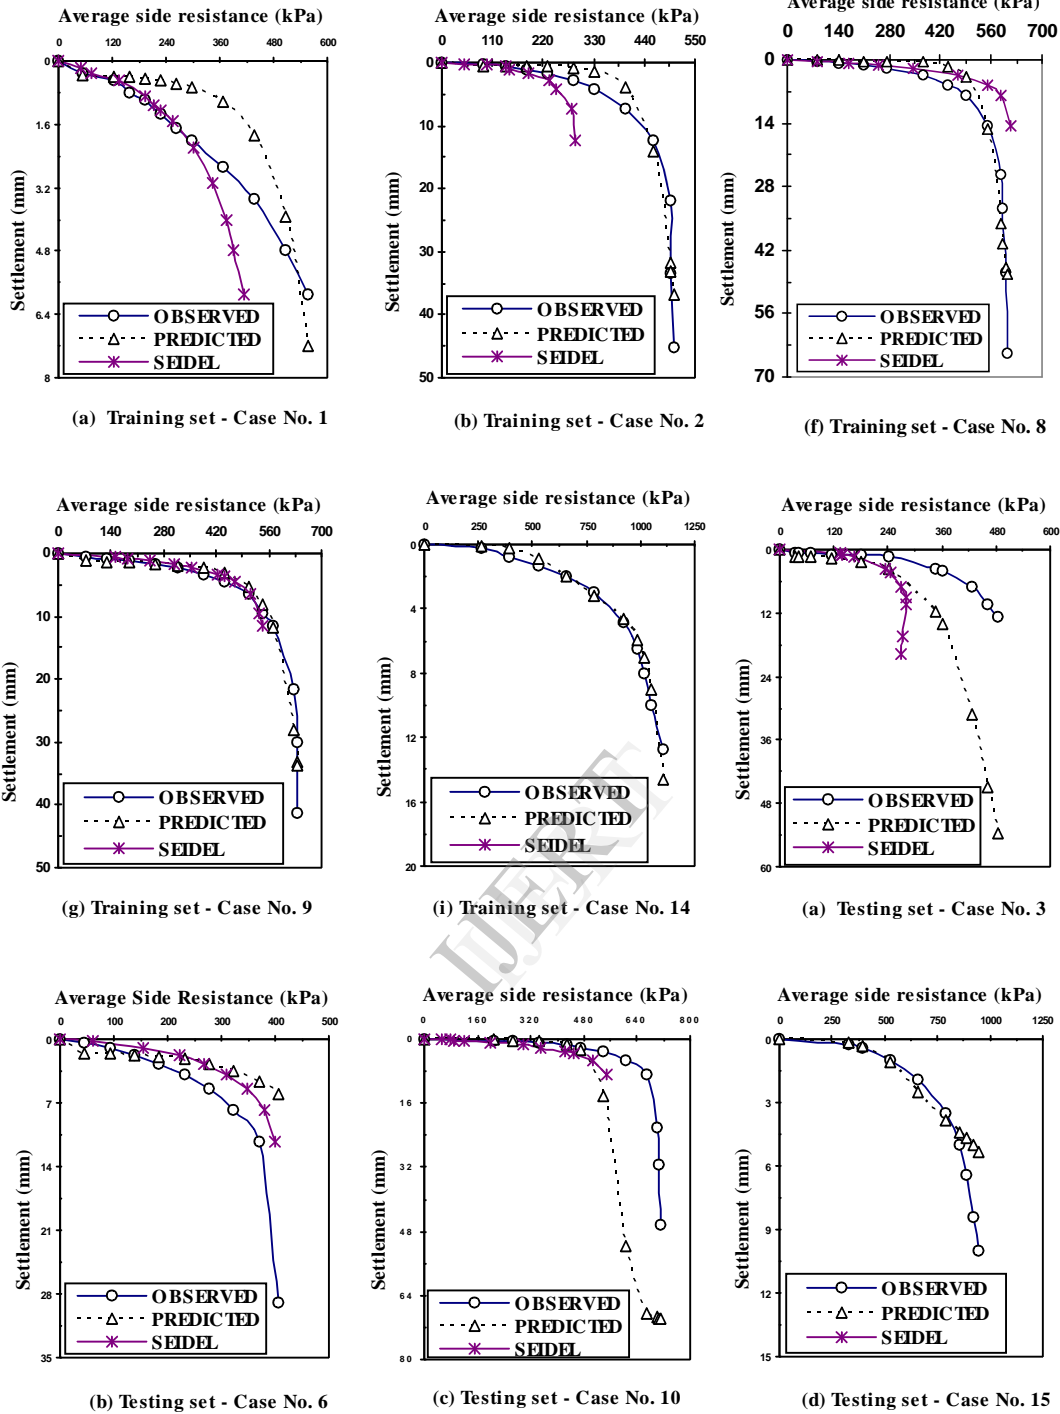 Average side resistance (kPa)
0 120 240 360 480 600
0
1.6
3.2
4.8
6.4
8
Settlement (mm)
OBSERVED
PREDICTED
SEIDEL
(a) Training set - Case No. 1
Average side resistance (kPa)
0 110 220 330 440 550
0
10
20
30
40
50
Settlement (mm)
OBSERVED
PREDICTED
SEIDEL
(b) Training set - Case No. 2
Average side resistance (kPa)
0 140 280 420 560 700
0
14
28
42
56
70
Settlement (mm)
OBSERVED
PREDICTED
SEIDEL
(f) Training set - Case No. 8
Average side resistance (kPa)
0 140 280 420 560 700
0
10
20
30
40
50
Settlement (mm)
OBSERVED
PREDICTED
SEIDEL
(g) Training set - Case No. 9
Average side resistance (kPa)
0 250 500 750 1000 1250
0
4
8
12
16
20
Settlement (mm)
OBSERVED
PREDICTED
SEIDEL
(i) Training set - Case No. 14
Average side resistance (kPa)
0 120 240 360 480 600
0
12
24
36
48
60
Settlement (mm)
OBSERVED
PREDICTED
SEIDEL
(a) Testing set - Case No. 3
IJERT
Average Side Resistance (kPa)
0 100 200 300 400 500
0
7
14
21
28
35
Settlement (mm)
OBSERVED
PREDICTED
SEIDEL
(b) Testing set - Case No. 6
Average side resistance (kPa)
0 160 320 480 640 800
0
16
32
48
64
80
Settlement (mm)
OBSERVED
PREDICTED
SEIDEL
(c) Testing set - Case No. 10
Average side resistance (kPa)
0 250 500 750 1000 1250
0
3
6
9
12
15
Settlement (mm)
OBSERVED
PREDICTED
SEIDEL
(d) Testing set - Case No. 15